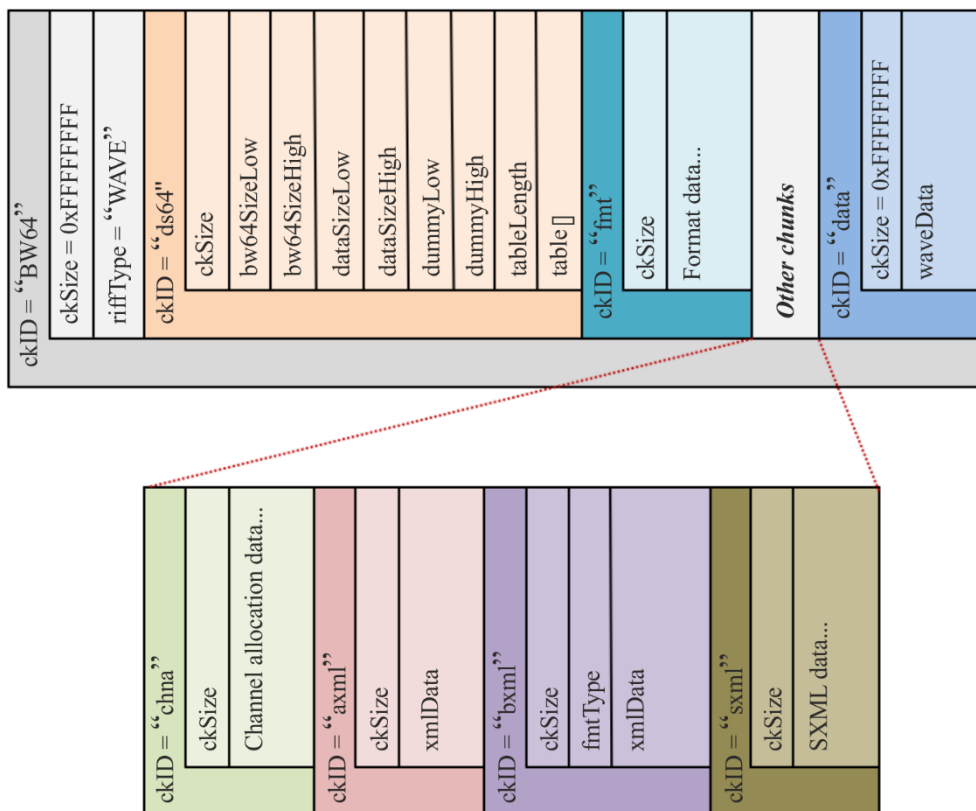 ckID = “BW64”
ckSize = 0xFFFFFFFF
riffType = “WAVE”
ckID = “ds64"
ckSize
bw64SizeLow
bw64SizeHigh
dataSizeLow
dataSizeHigh
dummyLow
dummyHigh
tableLength
table[]
ckID = “fmt”
ckSize
Format data...
Other chunks
ckID = “data”
ckSize = 0xFFFFFFFFF
waveData
ckID = “chna”
ckSize
Channel allocation data...
ckID = “axml”
ckSize
xmlData
ckID = “bxml”
ckSize
fmtType
xmlData
ckID = “sxml”
ckSize
SXML data...